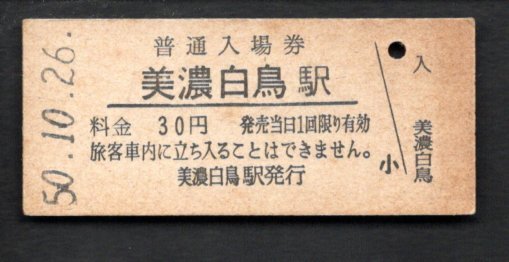 50.10.26.
普通入場券
美濃白鳥駅
料金 30円 発売当日1回限り有効
旅客車内に立ち入ることはできません。
美濃白鳥駅発行
小
入
美濃白鳥